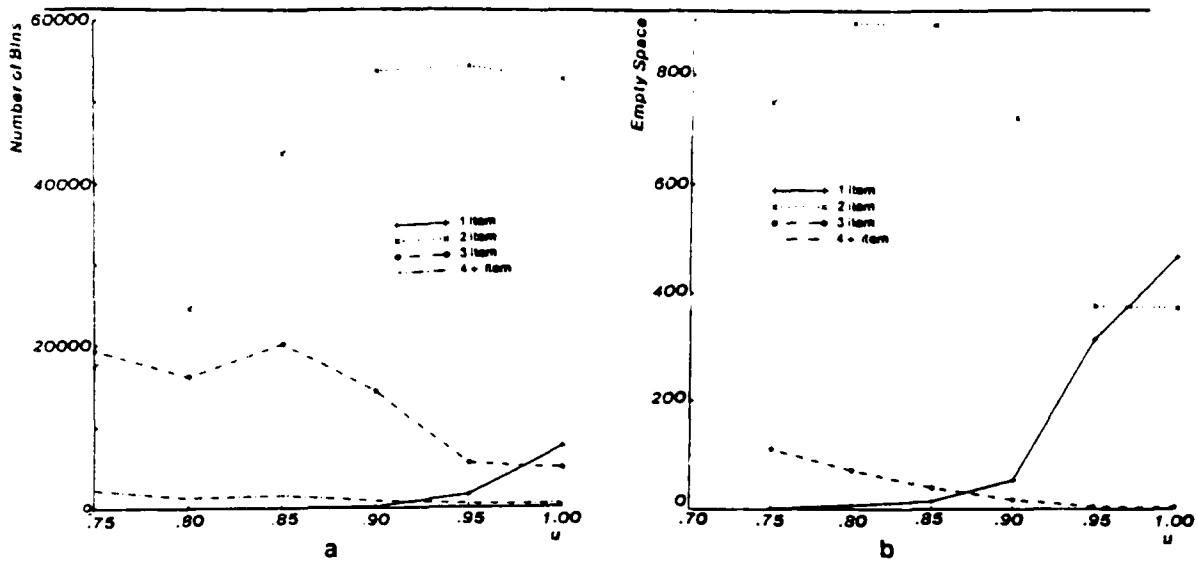 60000
40000
20000
0
Number of Bins
1 item
2 item
3 item
4 + item
.75 .80 .85 .90 .95 1.00
u
a
800
600
400
200
0
Empty Space
1 item
2 item
3 item
4 + item
.70 .75 .80 .85 .90 .95 1.00
u
b